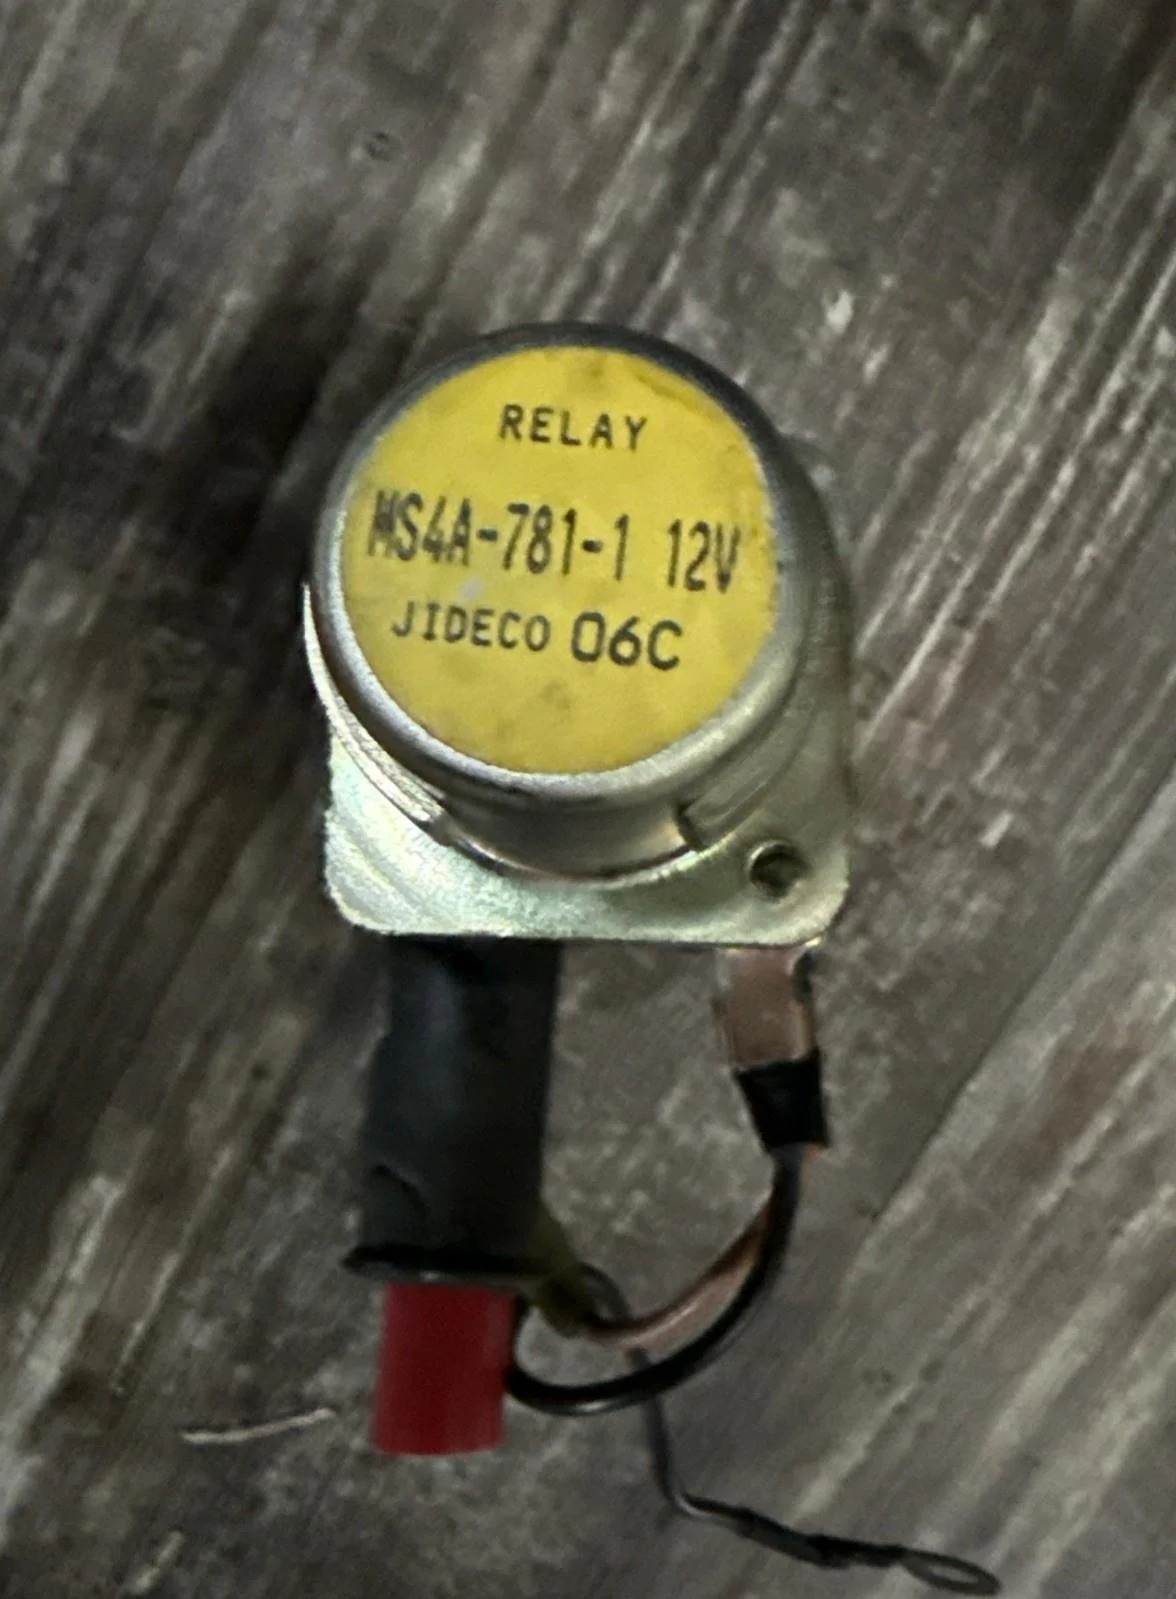 RELAY
MS4A-781-1 12V
JIDECO 06C